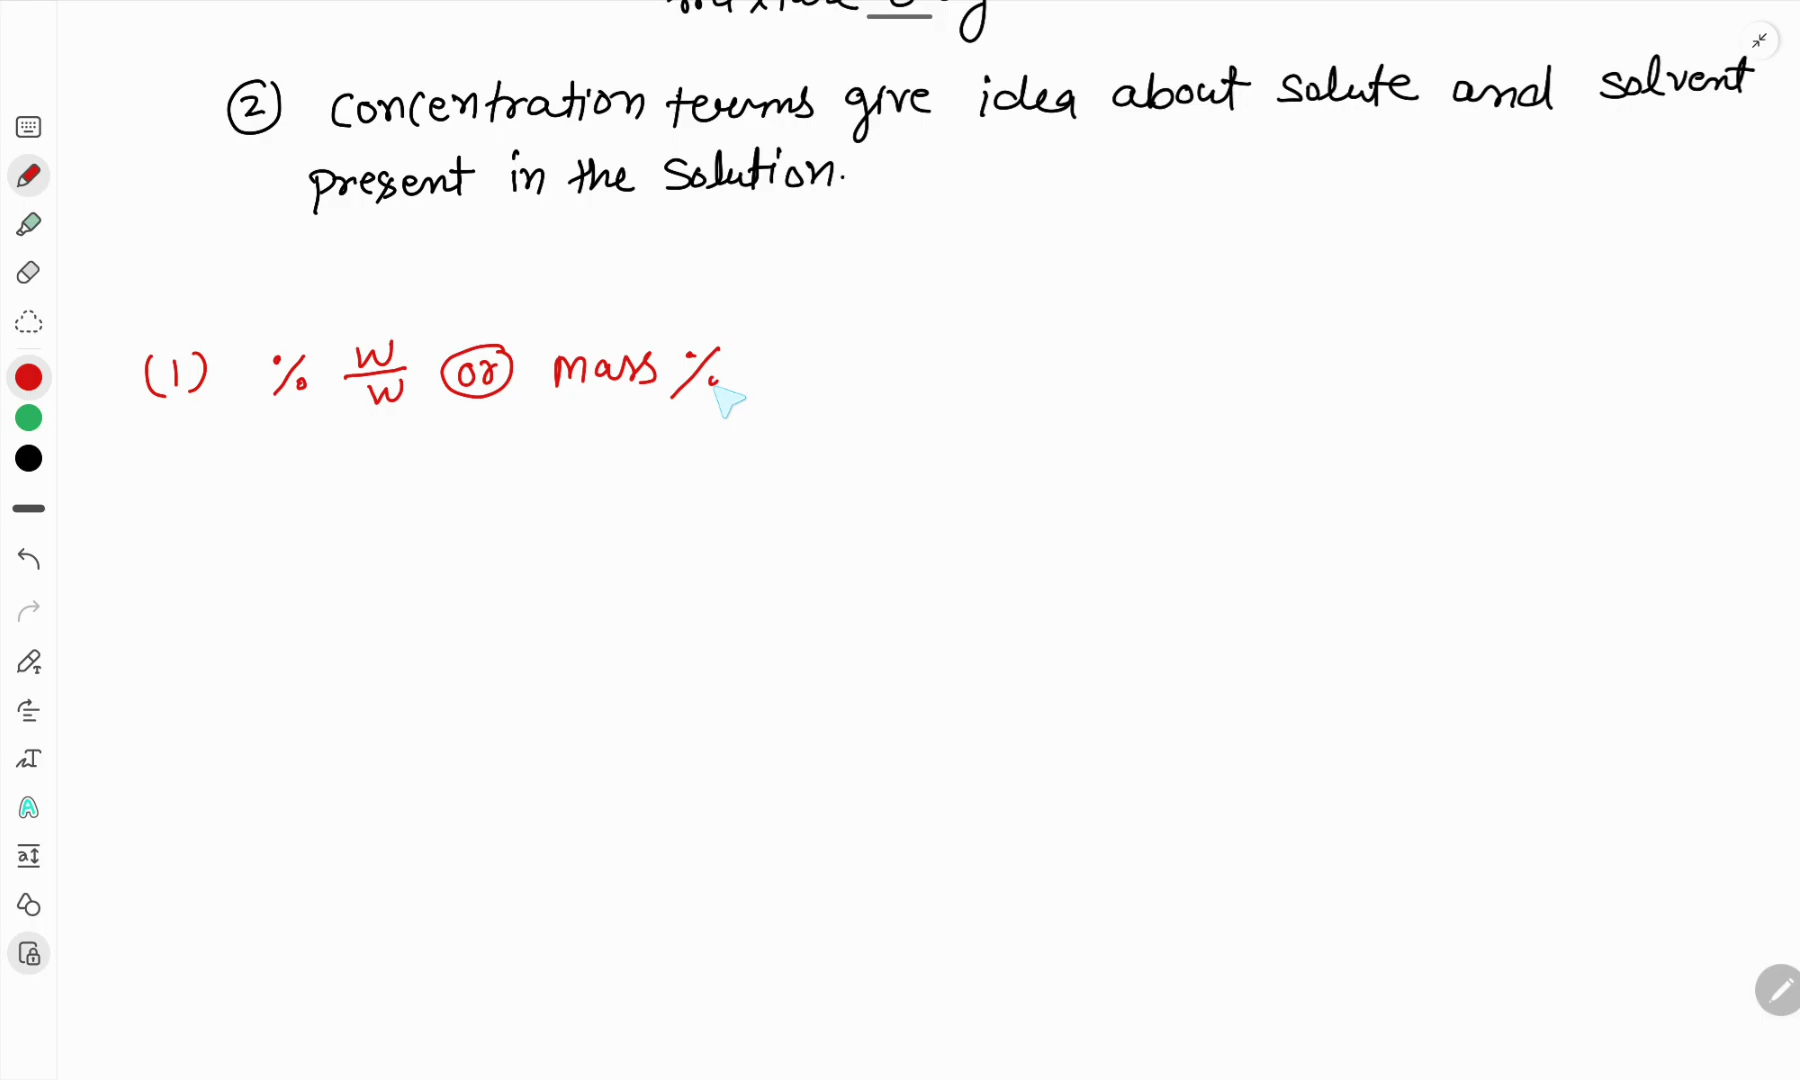 ② Concentration terms give idea about solute and solvent
present in the solution.
(1) % W/W or mass %